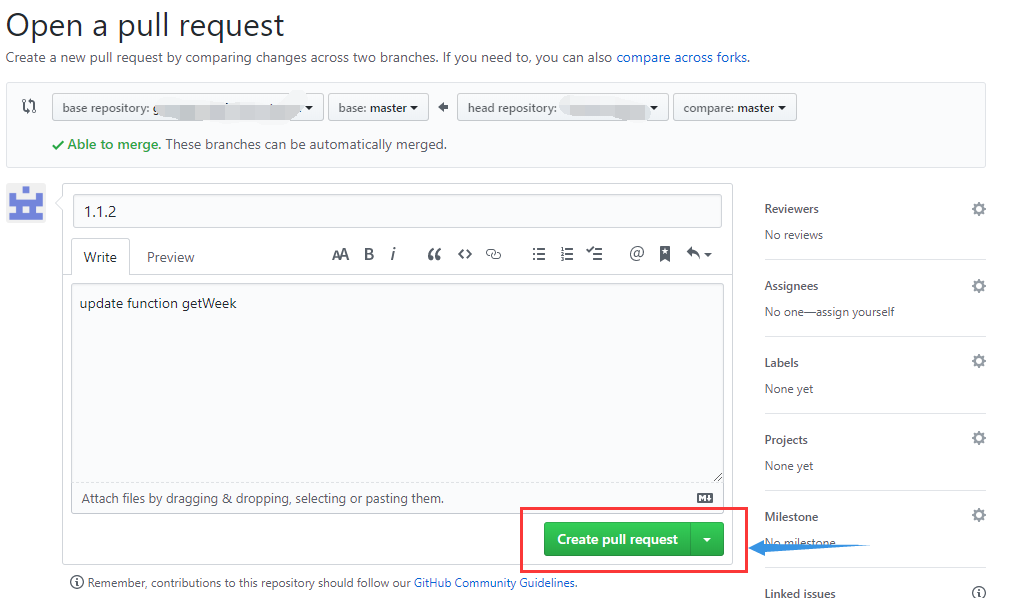 Open a pull request
Create a new pull request by comparing changes across two branches. If you need to, you can also compare across forks.
base repository: base: master head repository: compare: master
Able to merge. These branches can be automatically merged.
1.1.2
Write Preview
update function getWeek
Attach files by dragging & dropping, selecting or pasting them.
Create pull request
Remember, contributions to this repository should follow our GitHub Community Guidelines.
Reviewers
No reviews
Assignees
No one—assign yourself
Labels
None yet
Projects
None yet
Milestone
No milestone
Linked issues